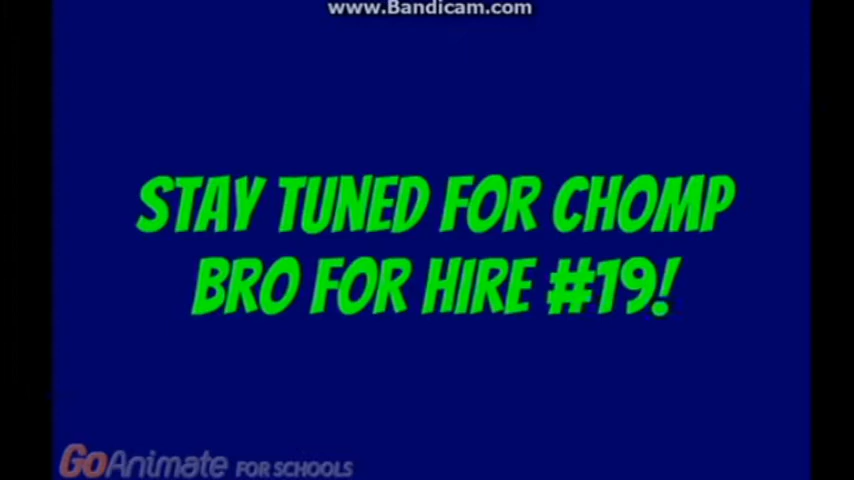 www.Bandicam.com
STAY TUNED FOR CHOMP
BRO FOR HIRE #19!
GoAnimate FOR SCHOOLS